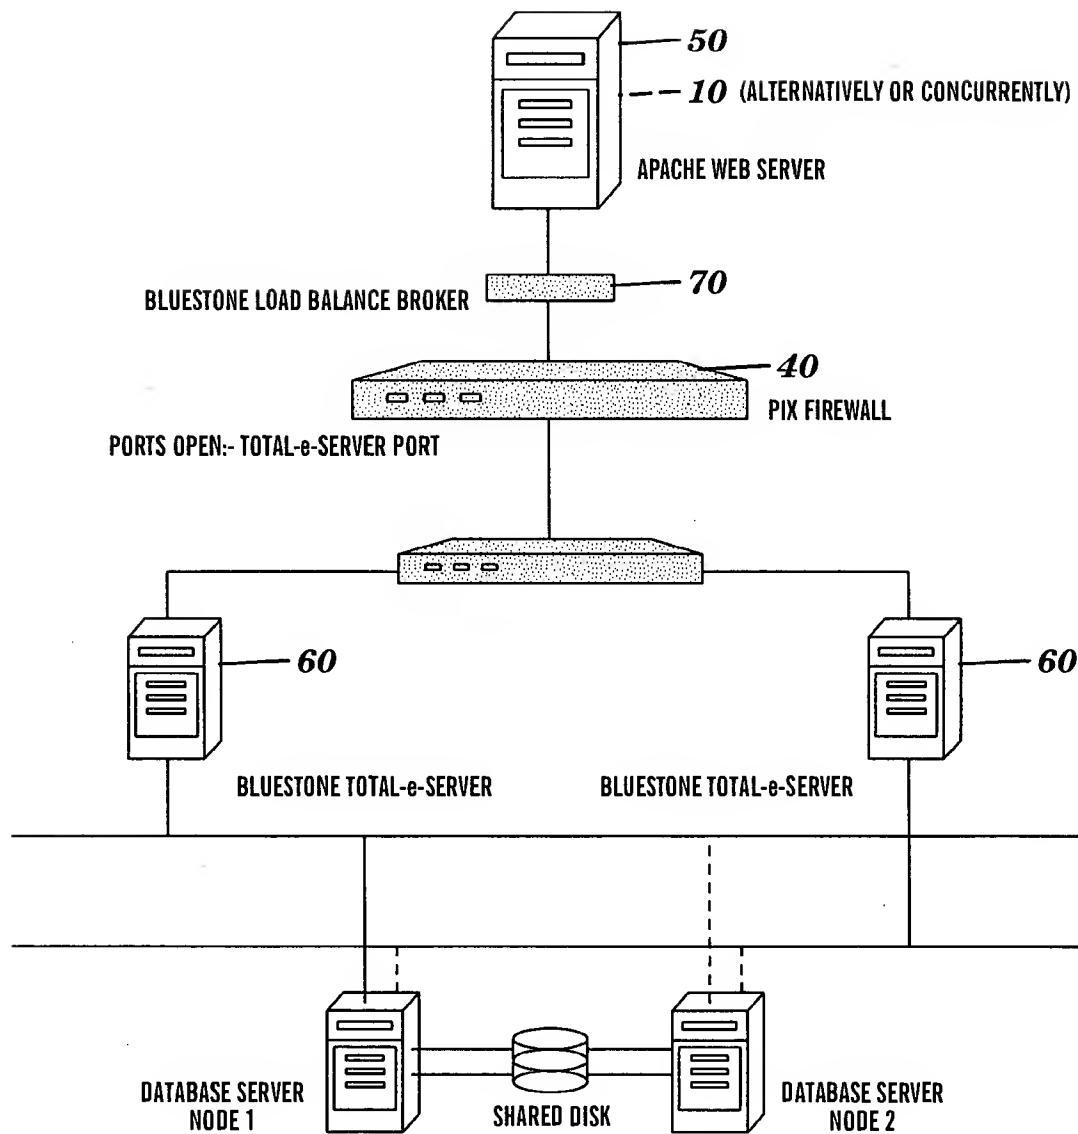 50
10 (ALTERNATIVELY OR CONCURRENTLY)
APACHE WEB SERVER
70
BLUESTONE LOAD BALANCE BROKER
40
PIX FIREWALL
PORTS OPEN:- TOTAL-e-SERVER PORT
60
60
BLUESTONE TOTAL-e-SERVER
BLUESTONE TOTAL-e-SERVER
DATABASE SERVER
NODE 1
SHARED DISK
DATABASE SERVER
NODE 2